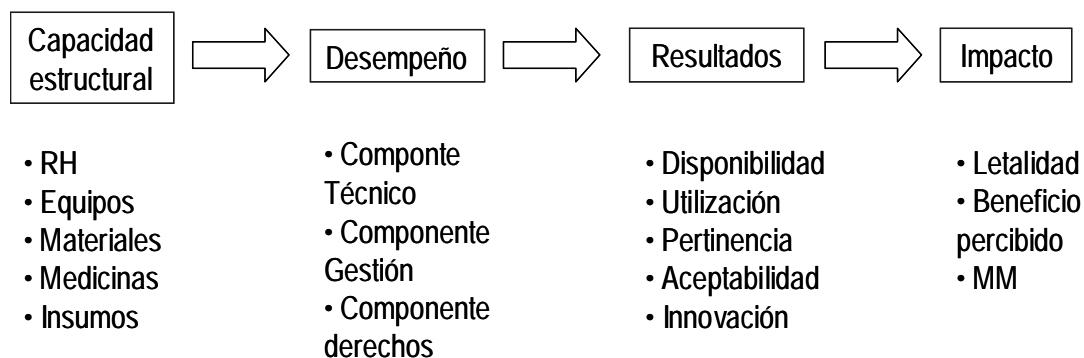 Capacidad
estructural
Desempeño
Resultados
Impacto
• RH
• Equipos
• Materiales
• Medicinas
• Insumos
• Componte
Técnico
• Componente
Gestión
• Componente
derechos
• Disponibilidad
• Utilización
• Pertinencia
• Aceptabilidad
• Innovación
• Letalidad
• Beneficio
percibido
• MM